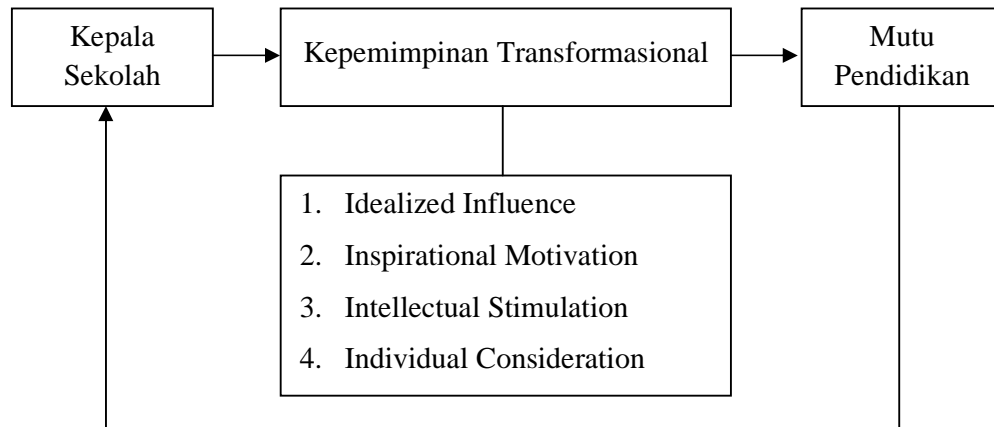 Kepala
Sekolah
Kepemimpinan Transformasional
Mutu
Pendidikan
1. Idealized Influence
2. Inspirational Motivation
3. Intellectual Stimulation
4. Individual Consideration